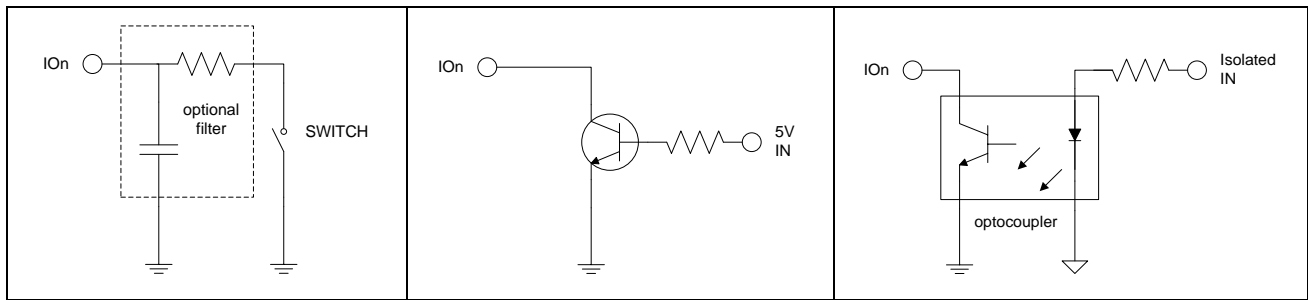 IOn
optional
filter
SWITCH
IOn
5V
IN
IOn
Isolated
IN
optocoupler